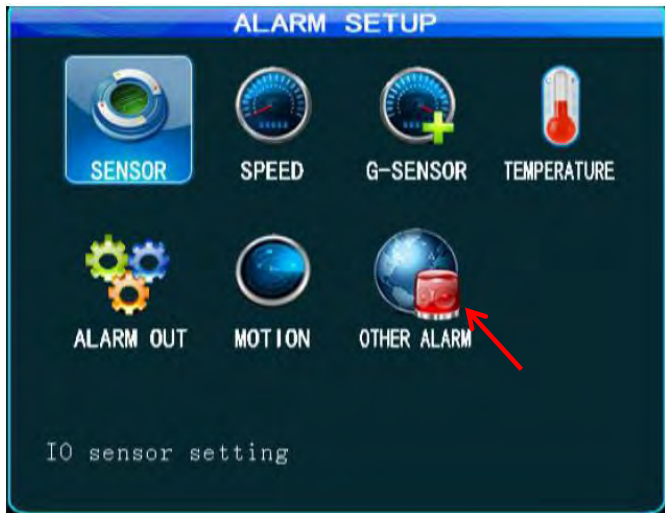 ALARM SETUP
SENSOR SPEED G-SENSOR TEMPERATURE
ALARM OUT MOTION OTHER ALARM
IO sensor setting